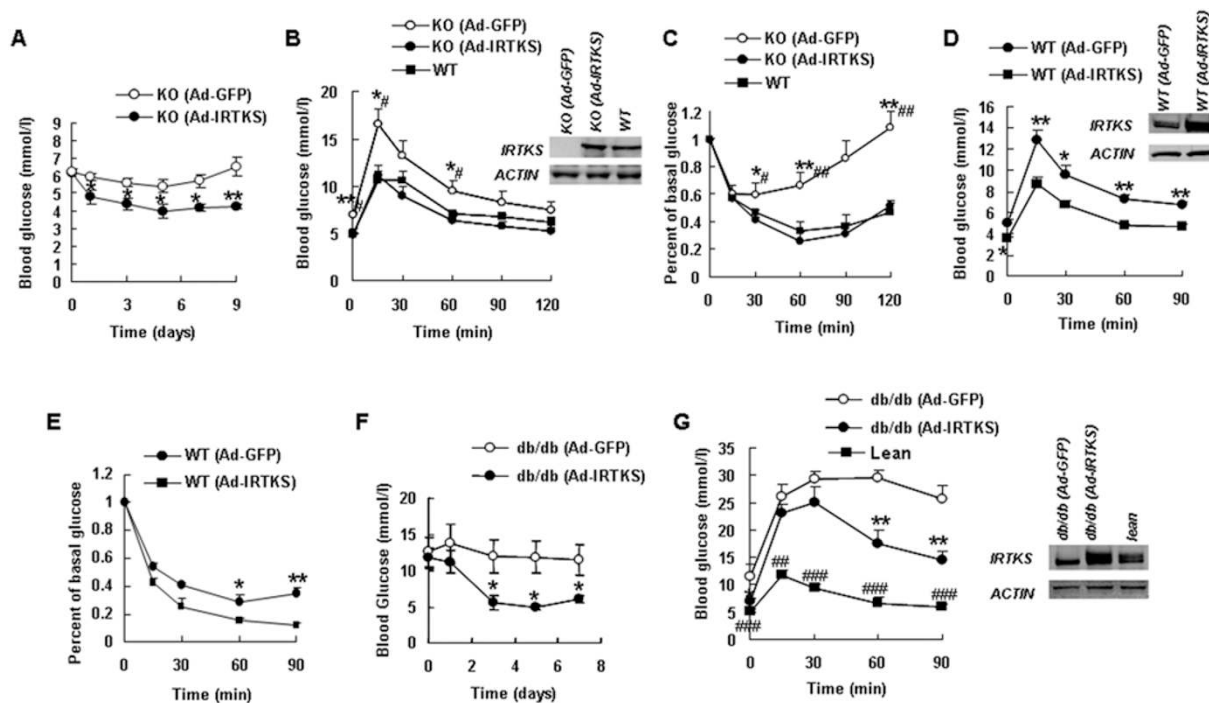 A
KO (Ad-GFP)
KO (Ad-IRTKS)
Blood glucose (mmol/l)
9
8
7
6
5
4
3
2
1
0
* * * * **
0 3 6 9
Time (days)
B
KO (Ad-GFP)
KO (Ad-IRTKS)
WT
Blood glucose (mmol/l)
20
15
10
5
0
**# *# *#
0 30 60 90 120
Time (min)
KO (Ad-GFP)
KO (Ad-IRTKS)
WT
IRTKS
ACTIN
C
KO (Ad-GFP)
KO (Ad-IRTKS)
WT
Percent of basal glucose
1.2
1
0.8
0.6
0.4
0.2
0
*# **## **##
0 30 60 90 120
Time (min)
D
WT (Ad-GFP)
WT (Ad-IRTKS)
Blood glucose (mmol/l)
16
14
12
10
8
6
4
2
0
* ** * ** **
0 30 60 90
Time (min)
WT (Ad-GFP)
WT (Ad-IRTKS)
IRTKS
ACTIN
E
WT (Ad-GFP)
WT (Ad-IRTKS)
Percent of basal glucose
1.2
1
0.8
0.6
0.4
0.2
0
* **
0 30 60 90
Time (min)
F
db/db (Ad-GFP)
db/db (Ad-IRTKS)
Blood Glucose (mmol/l)
25
20
15
10
5
0
* * *
0 2 4 6 8
Time (days)
G
db/db (Ad-GFP)
db/db (Ad-IRTKS)
Lean
Blood glucose (mmol/l)
35
30
25
20
15
10
5
0
** **
### ## ### ### ###
0 30 60 90
Time (min)
db/db (Ad-GFP)
db/db (Ad-IRTKS)
lean
IRTKS
ACTIN